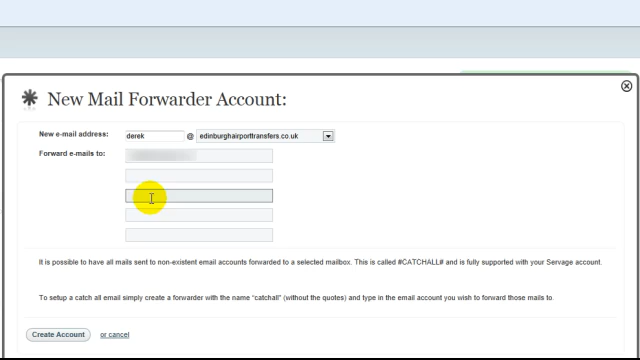 New Mail Forwarder Account:
New e-mail address: derek @ edinburghairporttransfers.co.uk
Forward e-mails to:
It is possible to have all mails sent to non-existent email accounts forwarded to a selected mailbox. This is called #CATCHALL# and is fully supported with your Servage account.
To setup a catch all email simply create a forwarder with the name "catchall" (without the quotes) and type in the email account you wish to forward those mails to.
Create Account or cancel